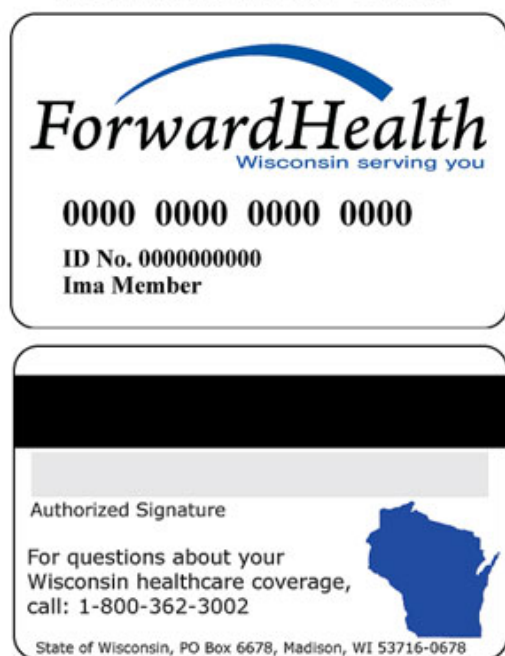 ForwardHealth
Wisconsin serving you
0000 0000 0000 0000
ID No. 0000000000
Ima Member
Authorized Signature
For questions about your
Wisconsin healthcare coverage,
call: 1-800-362-3002
State of Wisconsin, PO Box 6678, Madison, WI 53716-0678